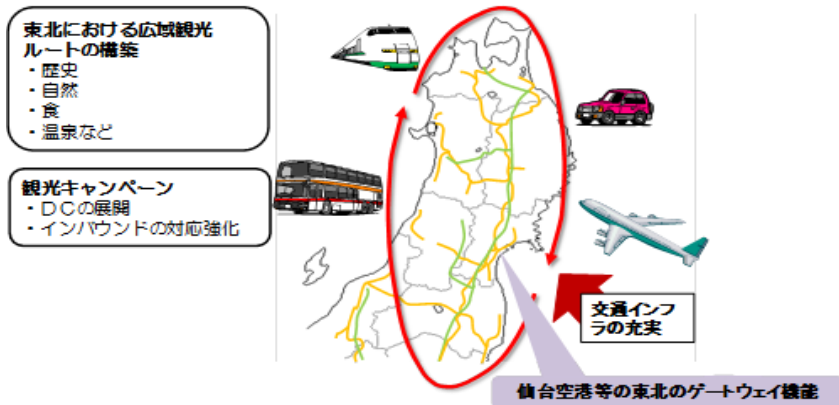 東北における広域観光
ルートの構築
・歴史
・自然
・食
・温泉など
観光キャンペーン
・ＤＣの展開
・インバウンドの対応強化
交通インフ
ラの充実
仙台空港等の東北のゲートウェイ機能